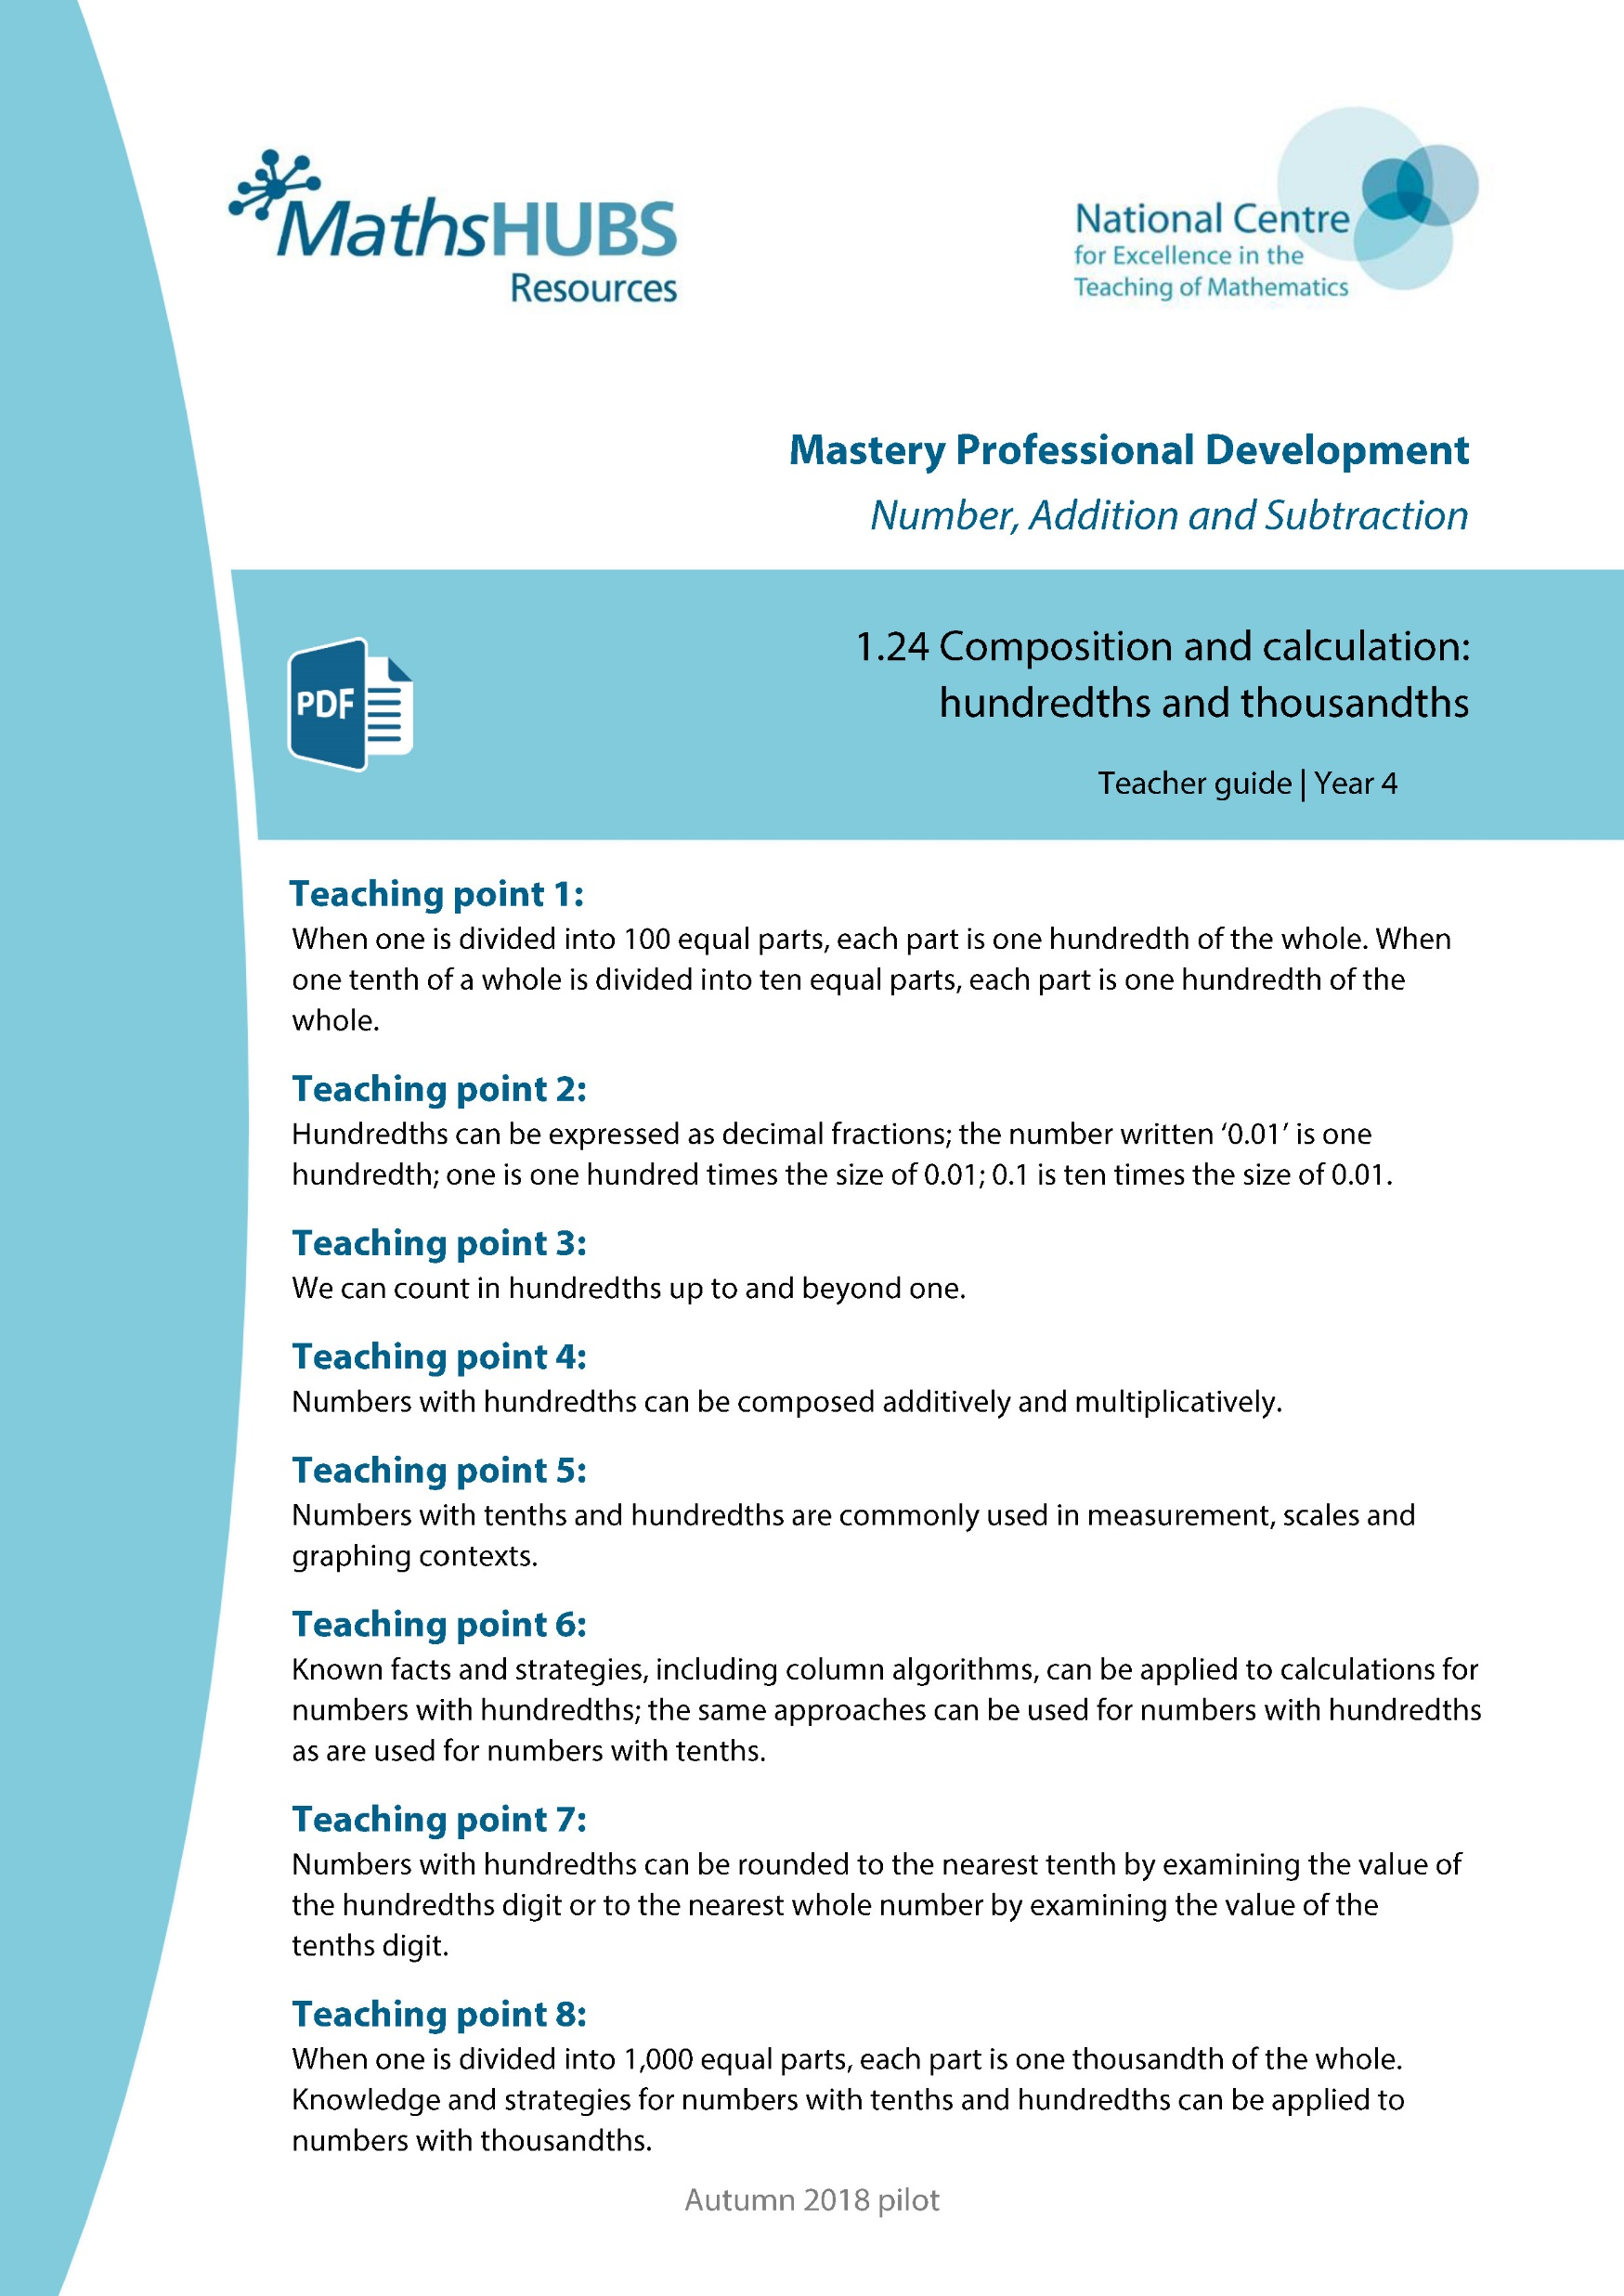 MathsHUBS
Resources
National Centre
for Excellence in the
Teaching of Mathematics
Mastery Professional Development
Number, Addition and Subtraction
PDF
1.24 Composition and calculation:
hundredths and thousandths
Teacher guide | Year 4
Teaching point 1:
When one is divided into 100 equal parts, each part is one hundredth of the whole. When
one tenth of a whole is divided into ten equal parts, each part is one hundredth of the
whole.
Teaching point 2:
Hundredths can be expressed as decimal fractions; the number written ‘0.01’ is one
hundredth; one is one hundred times the size of 0.01; 0.1 is ten times the size of 0.01.
Teaching point 3:
We can count in hundredths up to and beyond one.
Teaching point 4:
Numbers with hundredths can be composed additively and multiplicatively.
Teaching point 5:
Numbers with tenths and hundredths are commonly used in measurement, scales and
graphing contexts.
Teaching point 6:
Known facts and strategies, including column algorithms, can be applied to calculations for
numbers with hundredths; the same approaches can be used for numbers with hundredths
as are used for numbers with tenths.
Teaching point 7:
Numbers with hundredths can be rounded to the nearest tenth by examining the value of
the hundredths digit or to the nearest whole number by examining the value of the
tenths digit.
Teaching point 8:
When one is divided into 1,000 equal parts, each part is one thousandth of the whole.
Knowledge and strategies for numbers with tenths and hundredths can be applied to
numbers with thousandths.
Autumn 2018 pilot